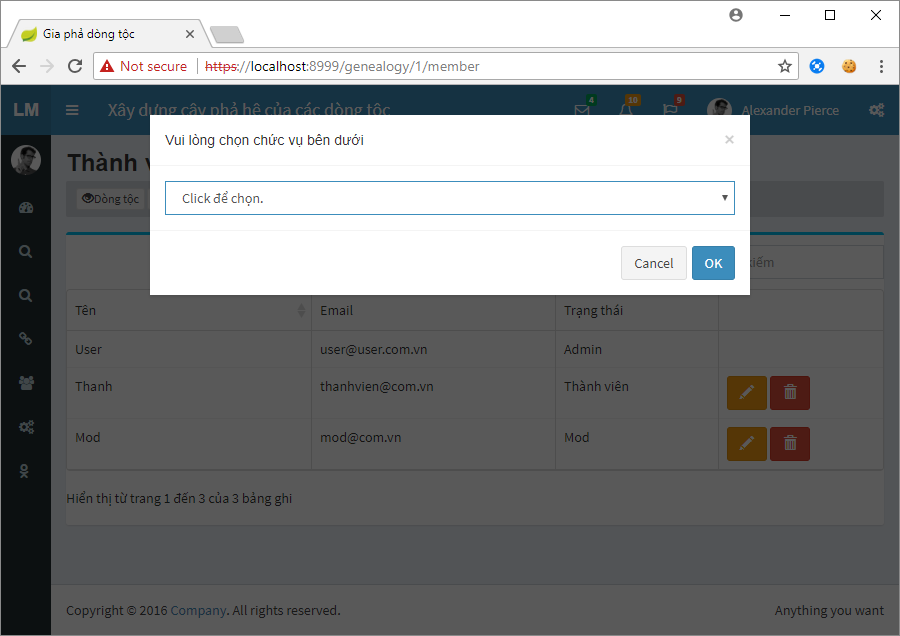 Gia phả dòng tộc
Not secure https://localhost:8999/genealogy/1/member
LM Xây dựng cây phả hệ của các dòng tộc 4 10 9 Alexander Pierce
Vui lòng chọn chức vụ bên dưới ×
Thành v
Dòng tộc
Click để chọn.
Cancel OK
kiếm
Tên Email Trạng thái
User user@user.com.vn Admin
Thanh thanhvien@com.vn Thành viên
Mod mod@com.vn Mod
Hiển thị từ trang 1 đến 3 của 3 bảng ghi
Copyright © 2016 Company. All rights reserved. Anything you want